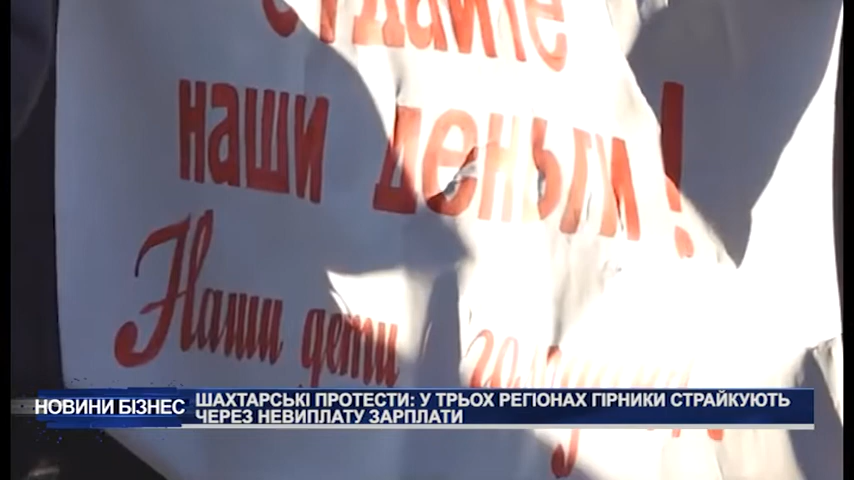 наши деньги!
Наши дети
НОВИНИ БІЗНЕС
ШАХТАРСЬКІ ПРОТЕСТИ: У ТРЬОХ РЕГІОНАХ ГІРНИКИ СТРАЙКУЮТЬ
ЧЕРЕЗ НЕВИПЛАТУ ЗАРПЛАТИ